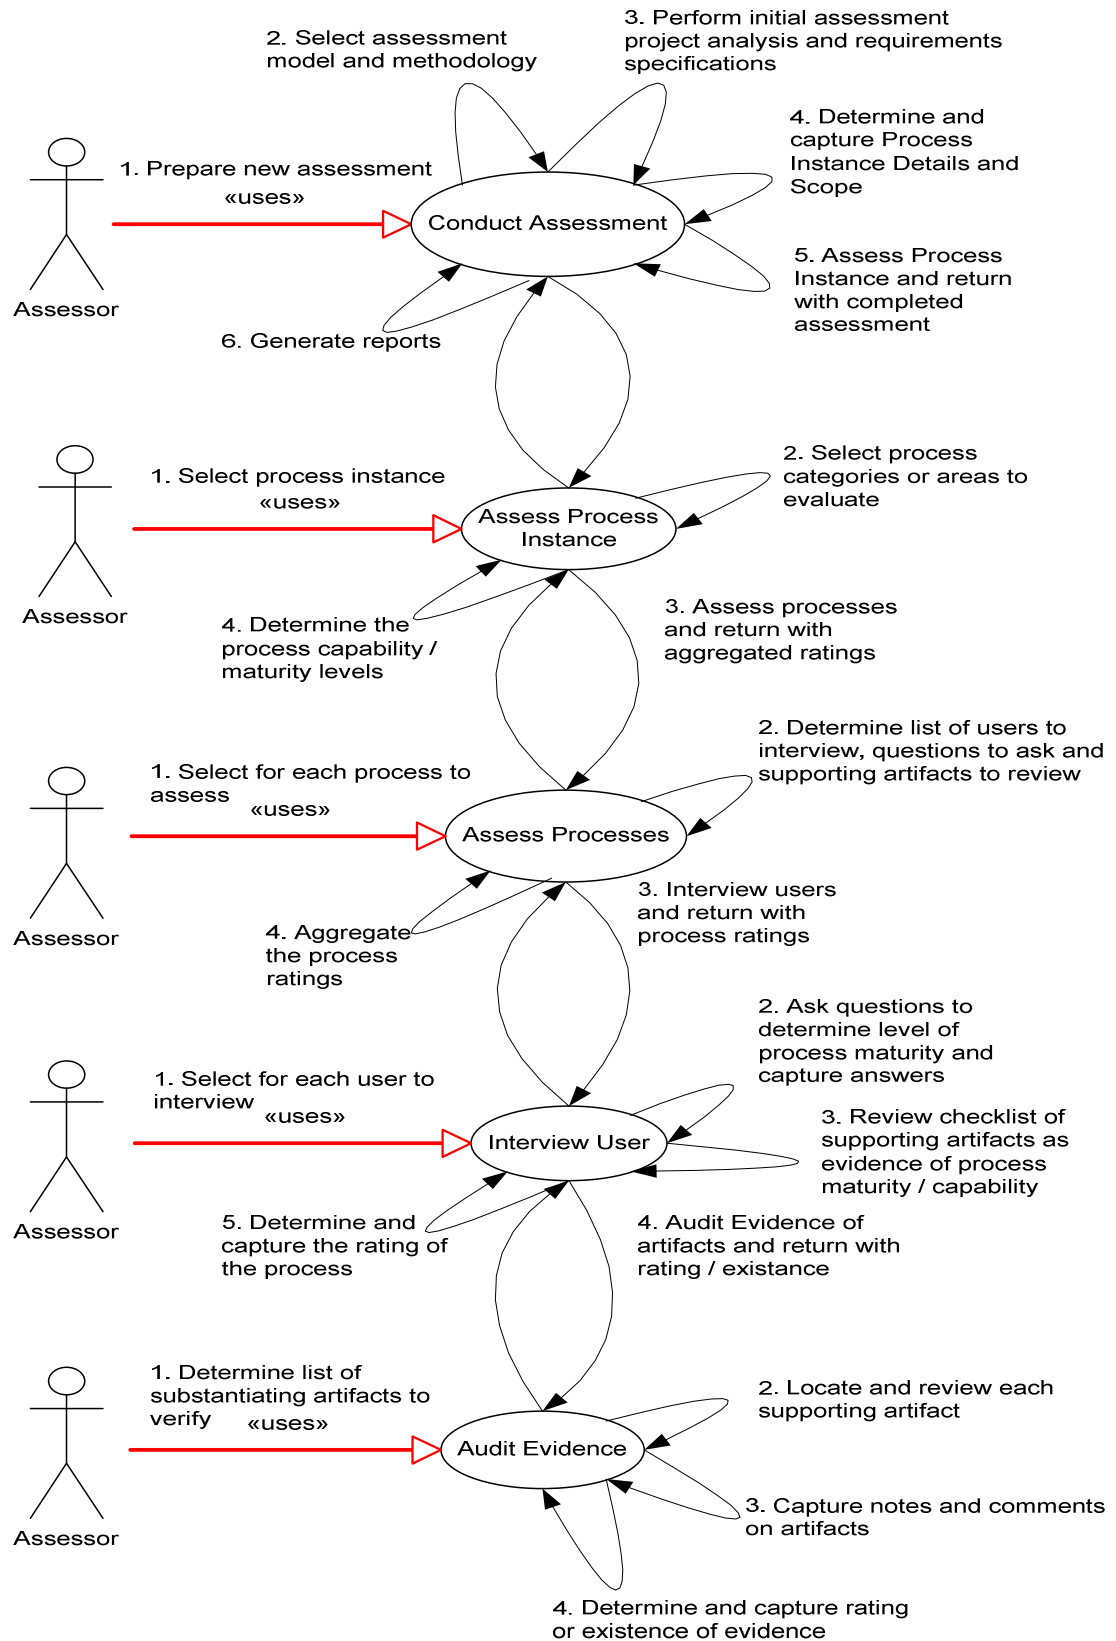 2. Select assessment
model and methodology
3. Perform initial assessment
project analysis and requirements
specifications
4. Determine and
capture Process
Instance Details and
Scope
1. Prepare new assessment
«uses»
Conduct Assessment
5. Assess Process
Instance and return
with completed
assessment
Assessor
6. Generate reports
1. Select process instance
«uses»
2. Select process
categories or areas to
evaluate
Assess Process
Instance
Assessor
3. Assess processes
and return with
aggregated ratings
4. Determine the
process capability /
maturity levels
2. Determine list of users to
interview, questions to ask and
supporting artifacts to review
1. Select for each process to
assess
«uses»
Assess Processes
Assessor
3. Interview users
and return with
process ratings
4. Aggregate
the process
ratings
2. Ask questions to
determine level of
process maturity and
capture answers
1. Select for each user to
interview
«uses»
Interview User
3. Review checklist of
supporting artifacts as
evidence of process
maturity / capability
Assessor
5. Determine and
capture the rating of
the process
4. Audit Evidence of
artifacts and return with
rating / existance
1. Determine list of
substantiating artifacts to
verify
«uses»
2. Locate and review each
supporting artifact
Audit Evidence
Assessor
3. Capture notes and comments
on artifacts
4. Determine and capture rating
or existence of evidence